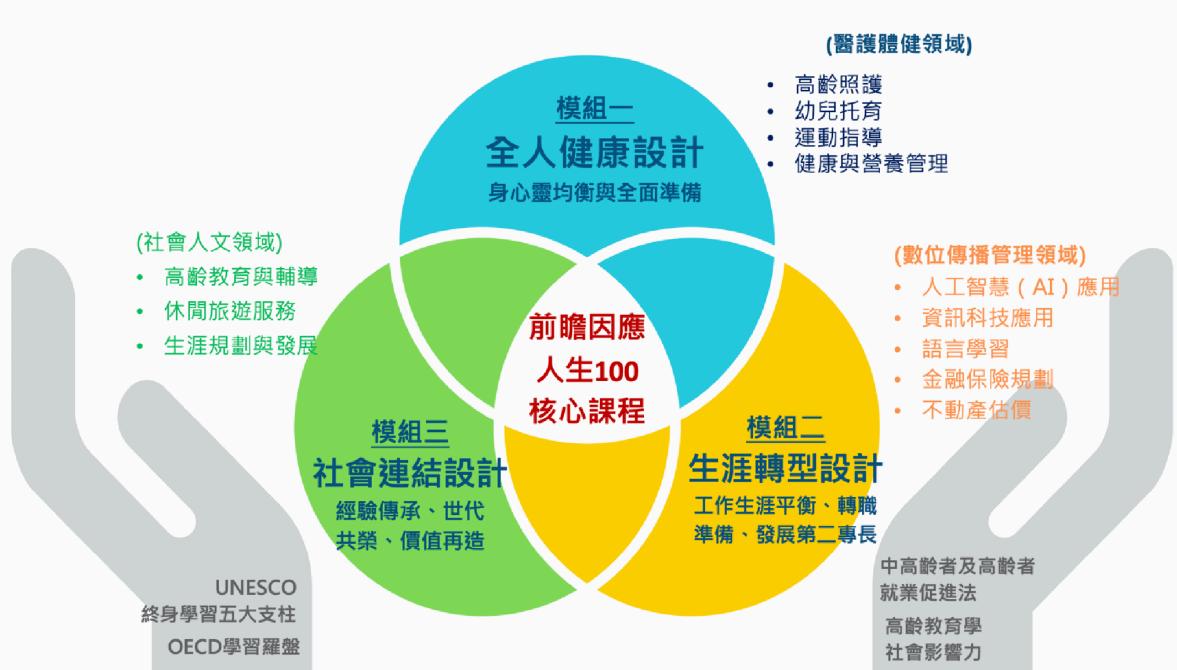 (醫護體健領域)
• 高齡照護
• 幼兒托育
• 運動指導
• 健康與營養管理
模組一
全人健康設計
身心靈均衡與全面準備
(社會人文領域)
• 高齡教育與輔導
• 休閒旅遊服務
• 生涯規劃與發展
(數位傳播管理領域)
• 人工智慧（AI）應用
• 資訊科技應用
• 語言學習
• 金融保險規劃
• 不動產估價
前瞻因應
人生100
核心課程
模組三
社會連結設計
經驗傳承、世代
共榮、價值再造
模組二
生涯轉型設計
工作生涯平衡、轉職
準備、發展第二專長
UNESCO
終身學習五大支柱
OECD學習羅盤
中高齡者及高齡者
就業促進法
高齡教育學
社會影響力